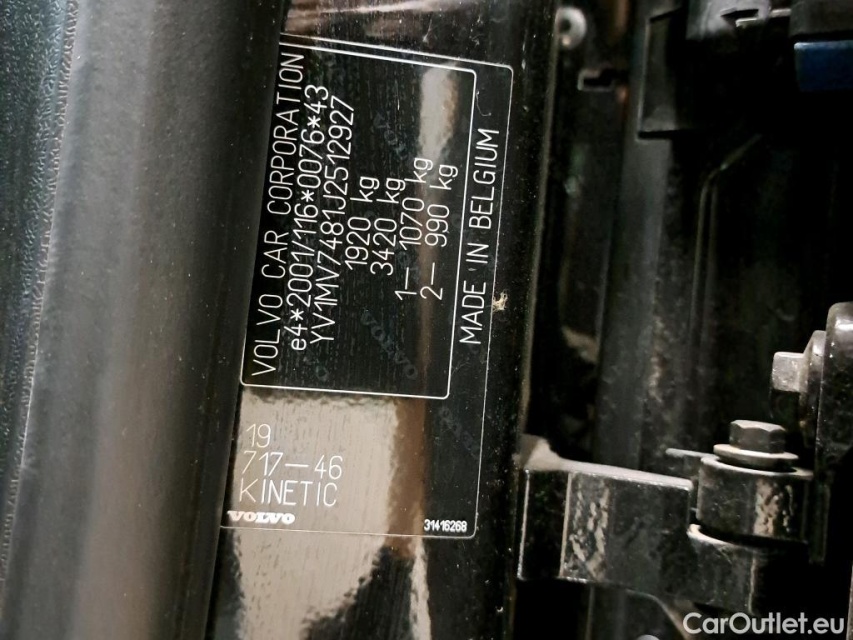 VOLVO CAR CORPORATION
e4*2001/116*0076*43
YV1MV7481J2512927
1920 kg
3420 kg
1– 1070 kg
2– 990 kg
MADE IN BELGIUM
19
717–46
KINETIC
VOLVO
31416268
CarOutlet.eu